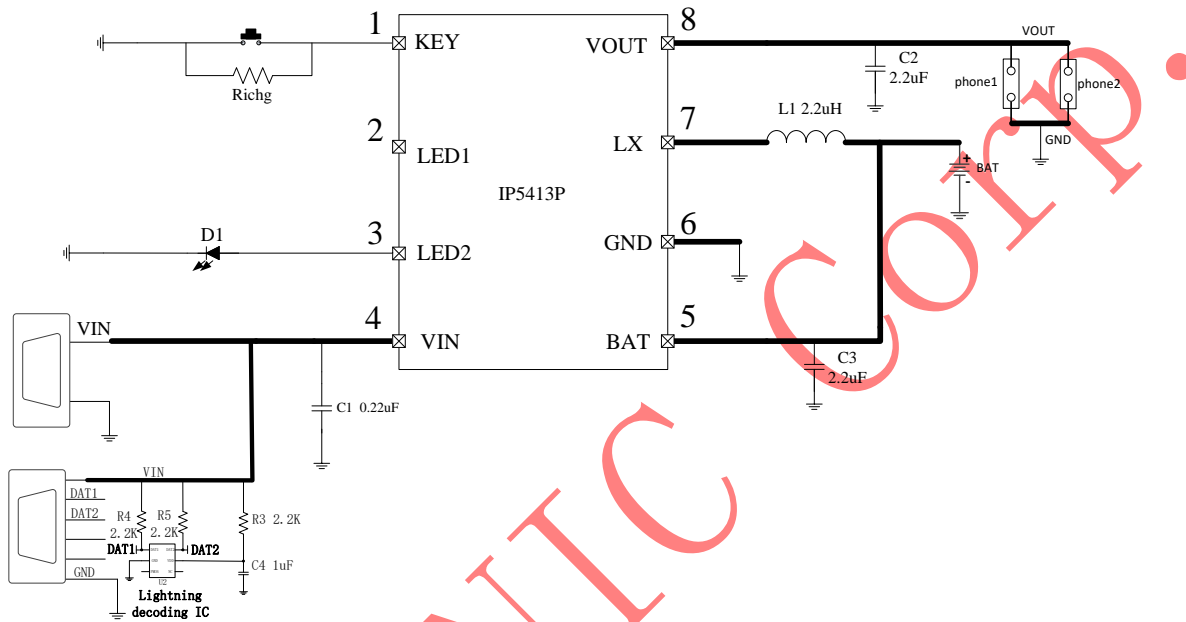 1
KEY
Richg
2
LED1
D1
3
LED2
VIN
4
VIN
IP5413P
8
VOUT
VOUT
C2
2.2uF
phone1
phone2
GND
L1 2.2uH
7
LX
+
BAT
-
6
GND
5
BAT
C3
2.2uF
C1 0.22uF
VIN
DAT1
DAT2
GND
R4
2.2K
R5
2.2K
R3 2.2K
DAT1
DAT2
C4 1uF
U2
Lightning
decoding IC
NIC Corp.